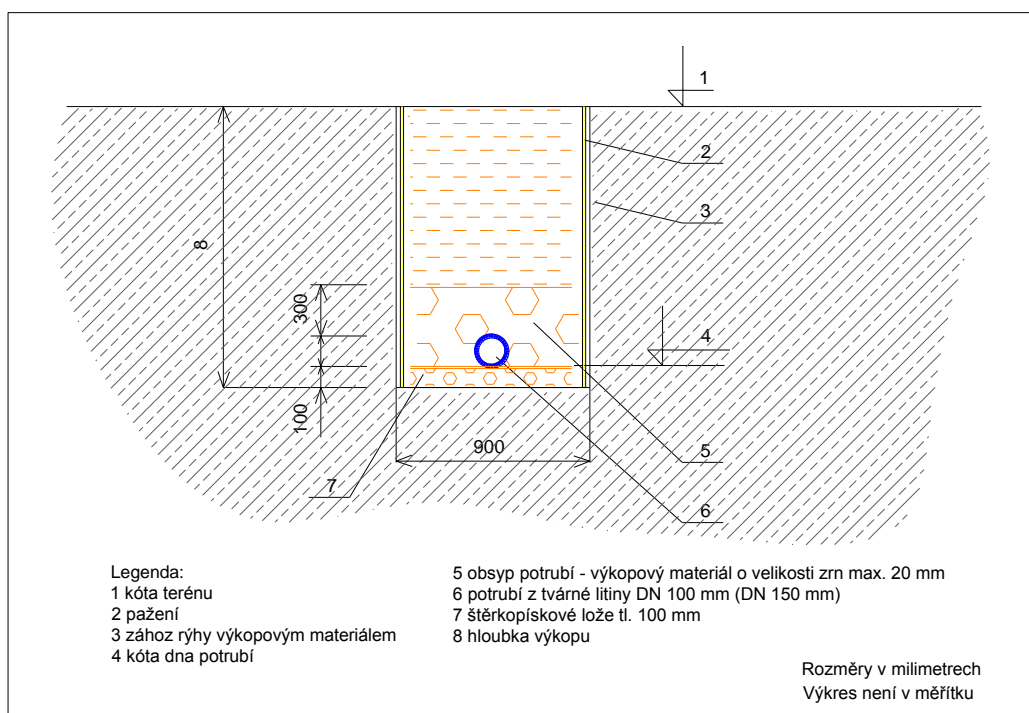 1
2
3
8
300
4
100
900
5
7
6
Legenda:
1 kóta terénu
2 pažení
3 zához rýhy výkopovým materiálem
4 kóta dna potrubí
5 obsyp potrubí - výkopový materiál o velikosti zrn max. 20 mm
6 potrubí z tvárné litiny DN 100 mm (DN 150 mm)
7 štěrkopískové lože tl. 100 mm
8 hloubka výkopu
Rozměry v milimetrech
Výkres není v měřítku